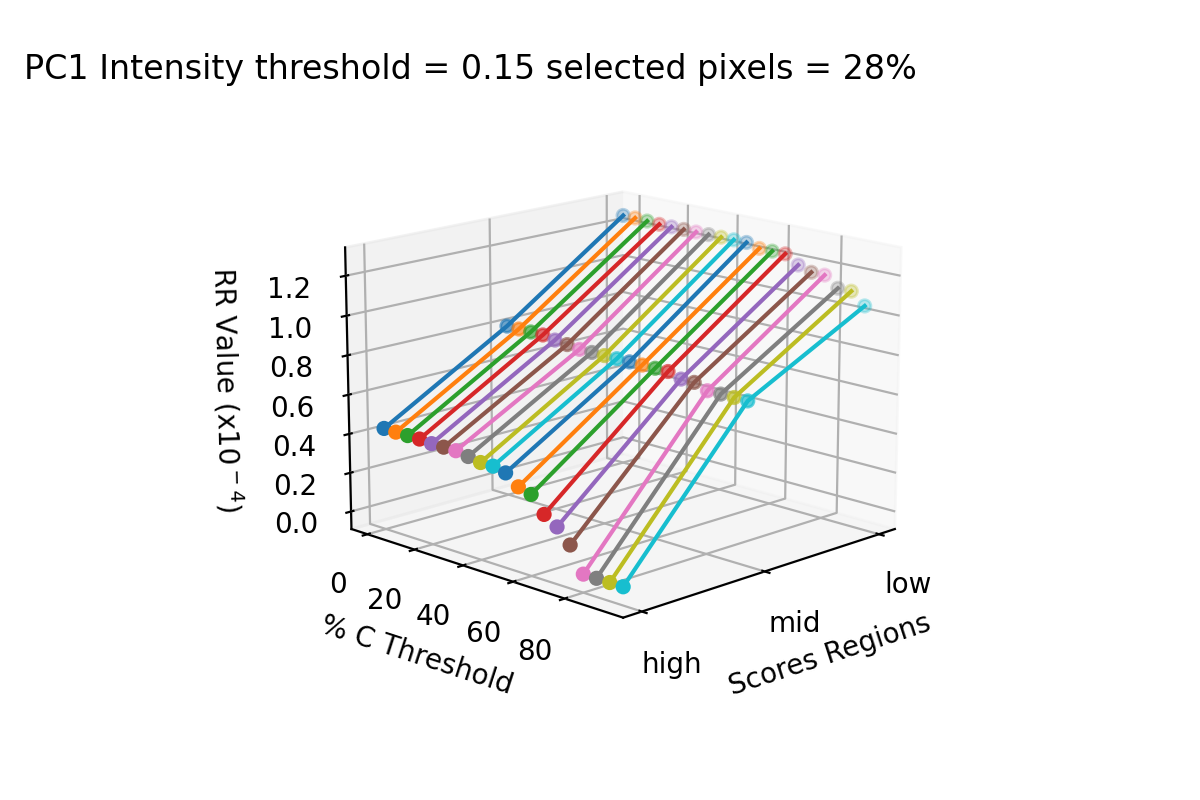 PC1 Intensity threshold = 0.15 selected pixels = 28%
RR Value (x10⁻⁴)
1.2
1.0
0.8
0.6
0.4
0.2
0.0
0
20
40
60
80
% C Threshold
high
mid
low
Scores Regions